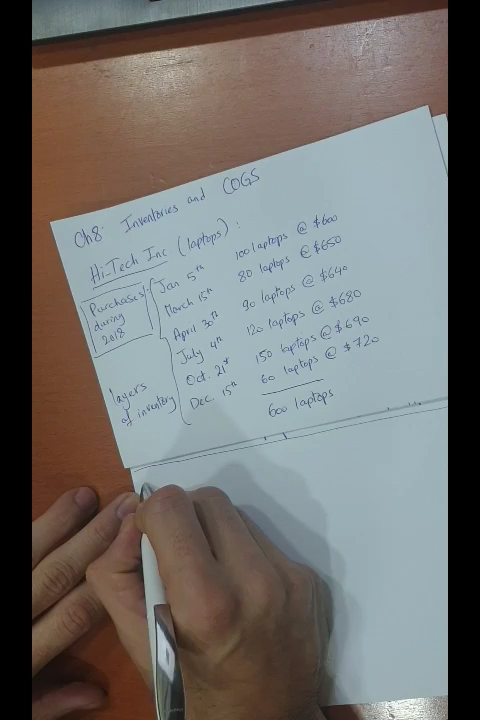 Ch8: Inventories and COGS
Hi-Tech Inc (laptops):
Purchases during 2018
Jan 5th 100 laptops @ $600
March 15th 80 laptops @ $650
April 30th 90 laptops @ $640
July 4th 120 laptops @ $680
Oct. 21st 150 laptops @ $690
Dec 15th 60 laptops @ $720
600 laptops
layers of inventory